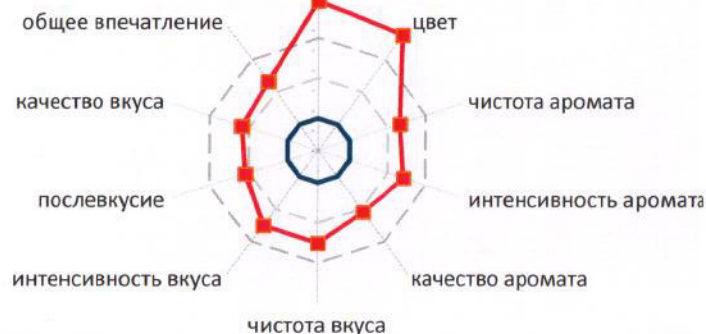 общее впечатление
цвет
качество вкуса
чистота аромата
послевкусие
интенсивность аромата
интенсивность вкуса
качество аромата
чистота вкуса